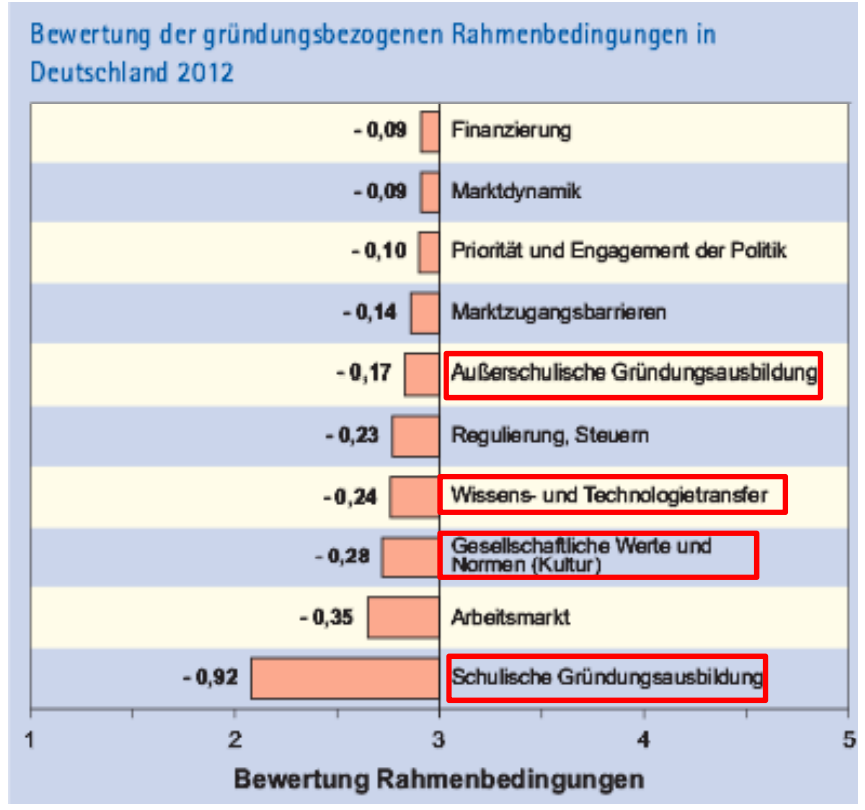 Bewertung der gründungsbezogenen Rahmenbedingungen in
Deutschland 2012
- 0,09 Finanzierung
- 0,09 Marktdynamik
- 0,10 Priorität und Engagement der Politik
- 0,14 Marktzugangsbarrieren
- 0,17 Außerschulische Gründungsausbildung
- 0,23 Regulierung, Steuern
- 0,24 Wissens- und Technologietransfer
- 0,28 Gesellschaftliche Werte und
Normen (Kultur)
- 0,35 Arbeitsmarkt
- 0,92 Schulische Gründungsausbildung
1 2 3 4 5
Bewertung Rahmenbedingungen